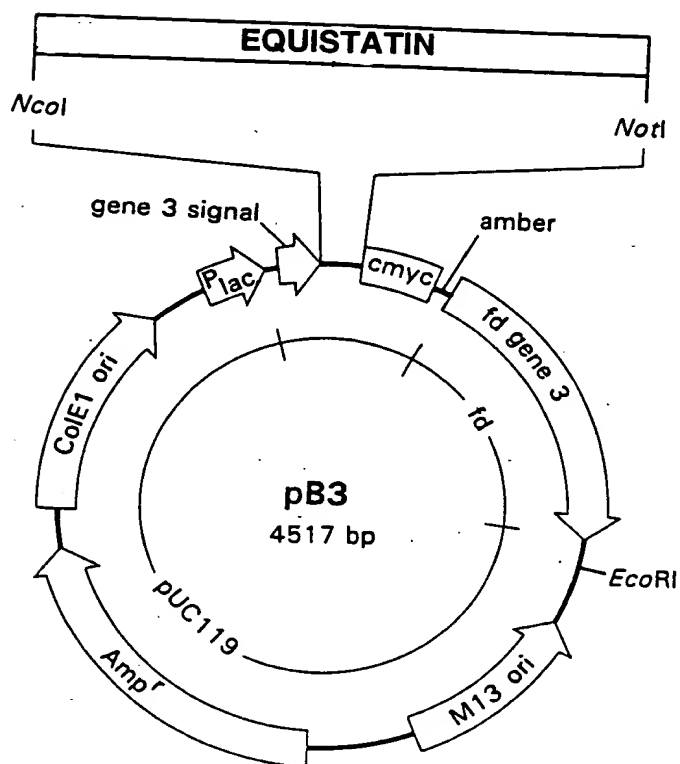 EQUISTATIN
NcoI
NotI
gene 3 signal
amber
Plac
cmyc
fd gene 3
ColE1 ori
fd
pB3
4517 bp
EcoRI
pUC119
Ampr
M13 ori